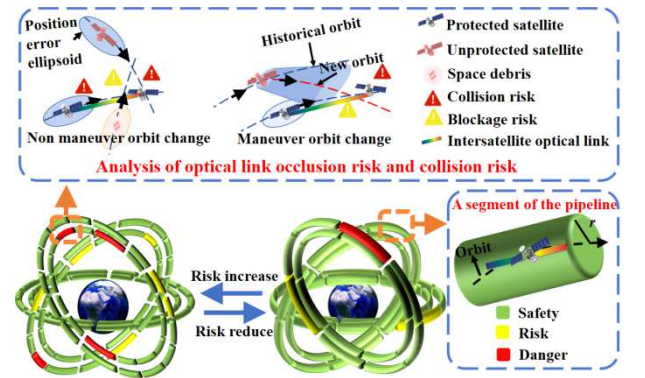 Position
error
ellipsoid
Non maneuver orbit change
Historical orbit
New orbit
Maneuver orbit change
Protected satellite
Unprotected satellite
Space debris
Collision risk
Blockage risk
Intersatellite optical link
Analysis of optical link occlusion risk and collision risk
Risk increase
Risk reduce
A segment of the pipeline
Orbit
r
Safety
Risk
Danger